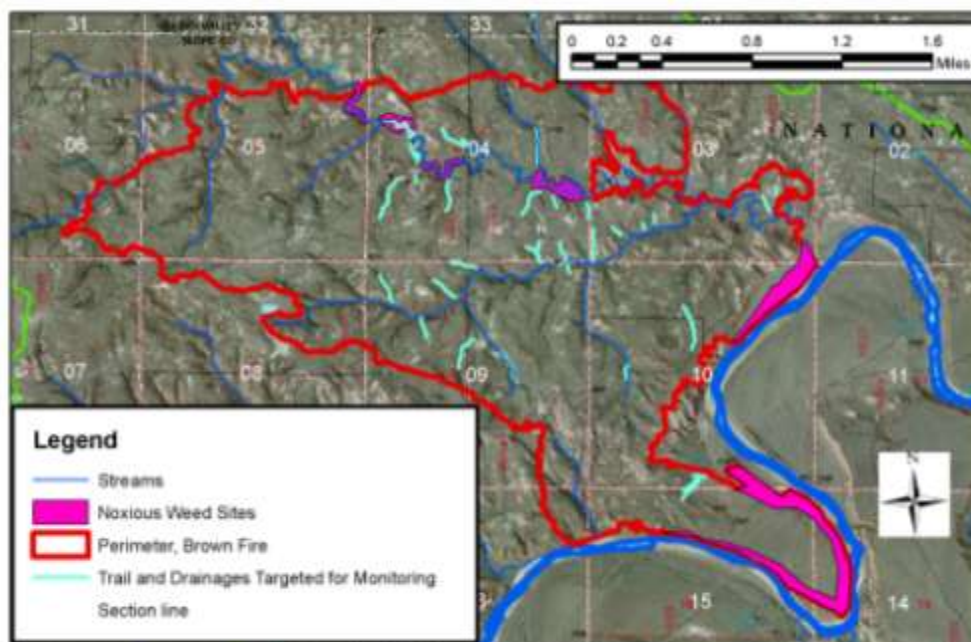 31
33
0 0.2 0.4 0.8 1.2 1.6
Miles
NATIONA
06
05
04
03
02
07
08
09
10
11
Legend
Streams
Noxious Weed Sites
Perimeter, Brown Fire
Trail and Drainages Targeted for Monitoring
Section line
N
15
14